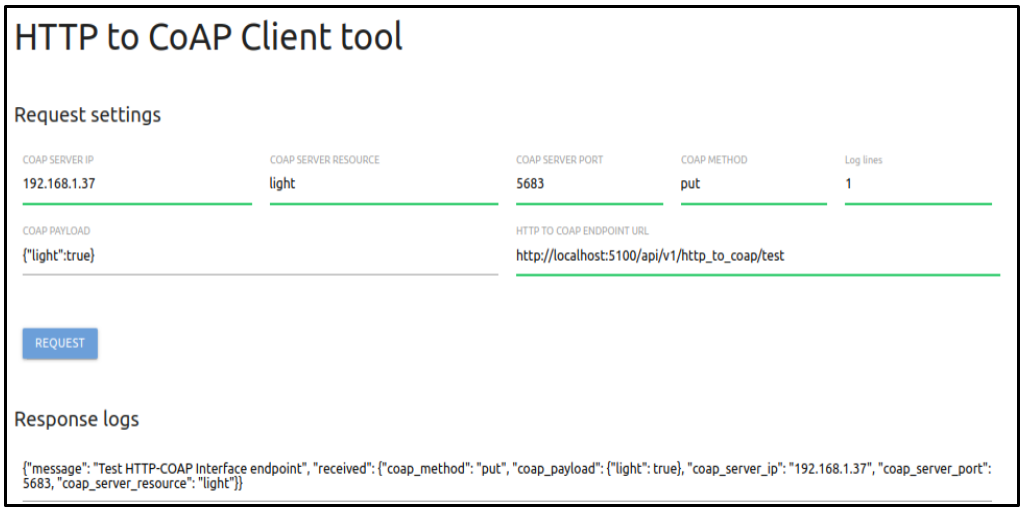 HTTP to CoAP Client tool
Request settings
COAP SERVER IP COAP SERVER RESOURCE COAP SERVER PORT COAP METHOD Log lines
192.168.1.37 light 5683 put 1
COAP PAYLOAD HTTP TO COAP ENDPOINT URL
{"light":true} http://localhost:5100/api/v1/http_to_coap/test
REQUEST
Response logs
{"message": "Test HTTP-COAP Interface endpoint", "received": {"coap_method": "put", "coap_payload": {"light": true}, "coap_server_ip": "192.168.1.37", "coap_server_port":
5683, "coap_server_resource": "light"}}